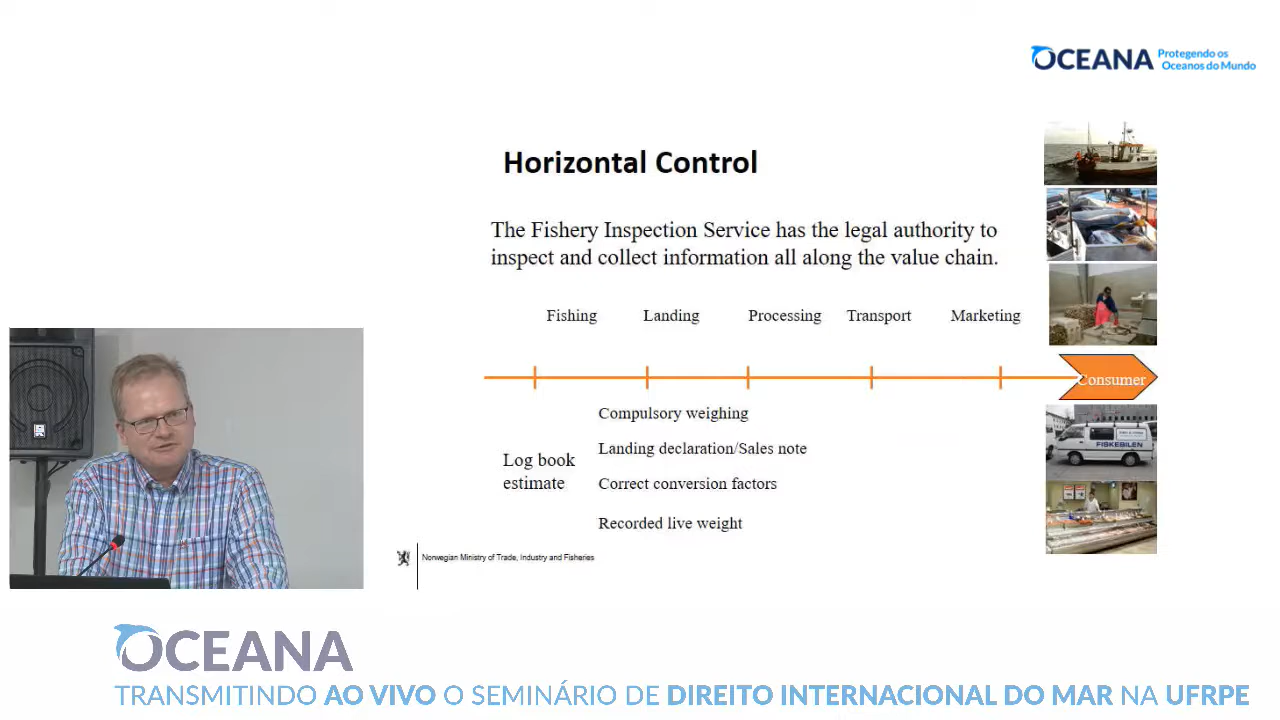 OCEANA
Protegendo os
Oceanos do Mundo
Horizontal Control
The Fishery Inspection Service has the legal authority to
inspect and collect information all along the value chain.
Fishing Landing Processing Transport Marketing
Consumer
Compulsory weighing
Landing declaration/Sales note
Log book
estimate
Correct conversion factors
Recorded live weight
FISKEBILEN
Norwegian Ministry of Trade, Industry and Fisheries
OCEANA
TRANSMITINDO AO VIVO O SEMINÁRIO DE DIREITO INTERNACIONAL DO MAR NA UFRPE